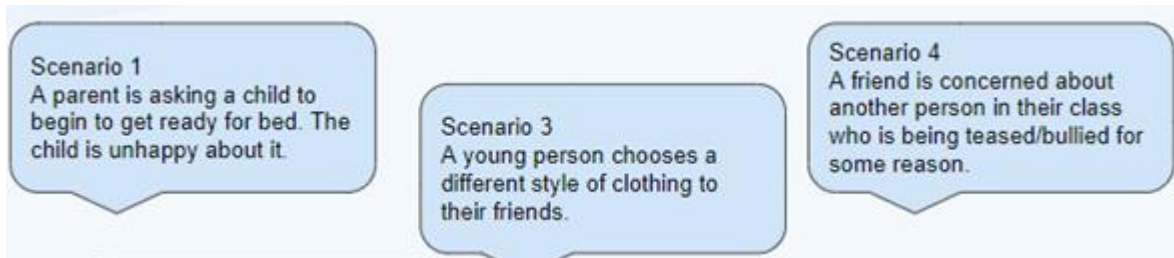 Scenario 1
A parent is asking a child to
begin to get ready for bed. The
child is unhappy about it.
Scenario 3
A young person chooses a
different style of clothing to
their friends.
Scenario 4
A friend is concerned about
another person in their class
who is being teased/bullied for
some reason.